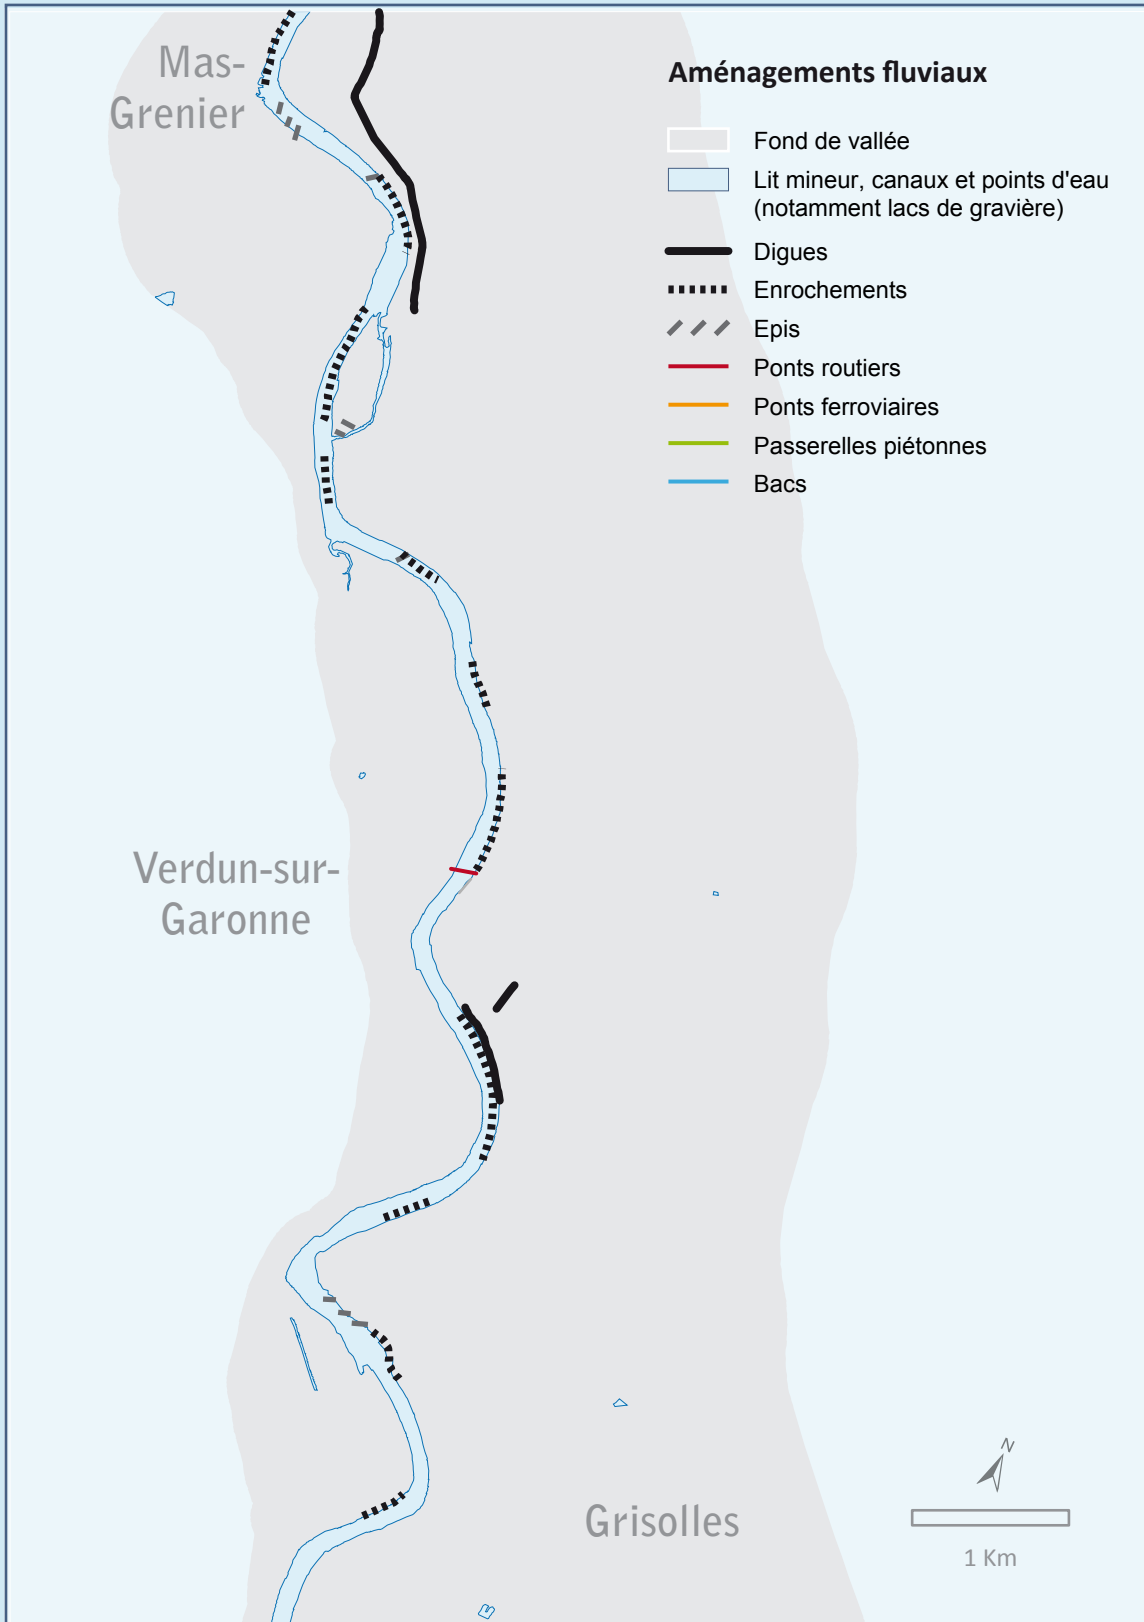 Mas-
Grenier
Aménagements fluviaux
Fond de vallée
Lit mineur, canaux et points d'eau
(notamment lacs de gravière)
Digues
Enrochements
Epis
Ponts routiers
Ponts ferroviaires
Passerelles piétonnes
Bacs
Verdun-sur-
Garonne
Grisolles
N
1 Km